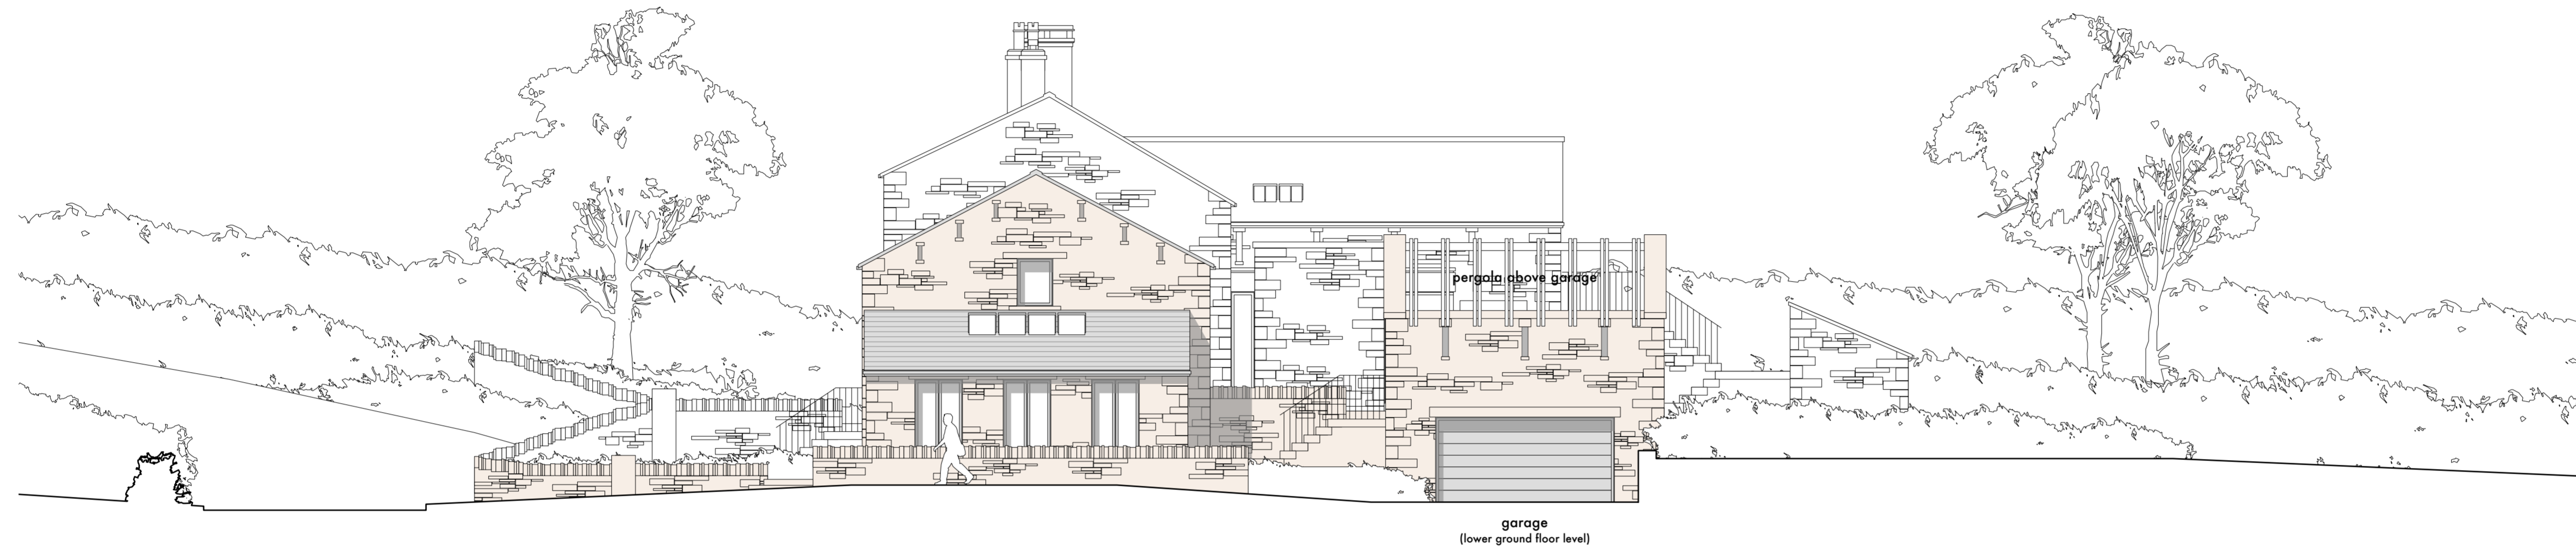 pergola above garage
garage
(lower ground floor level)